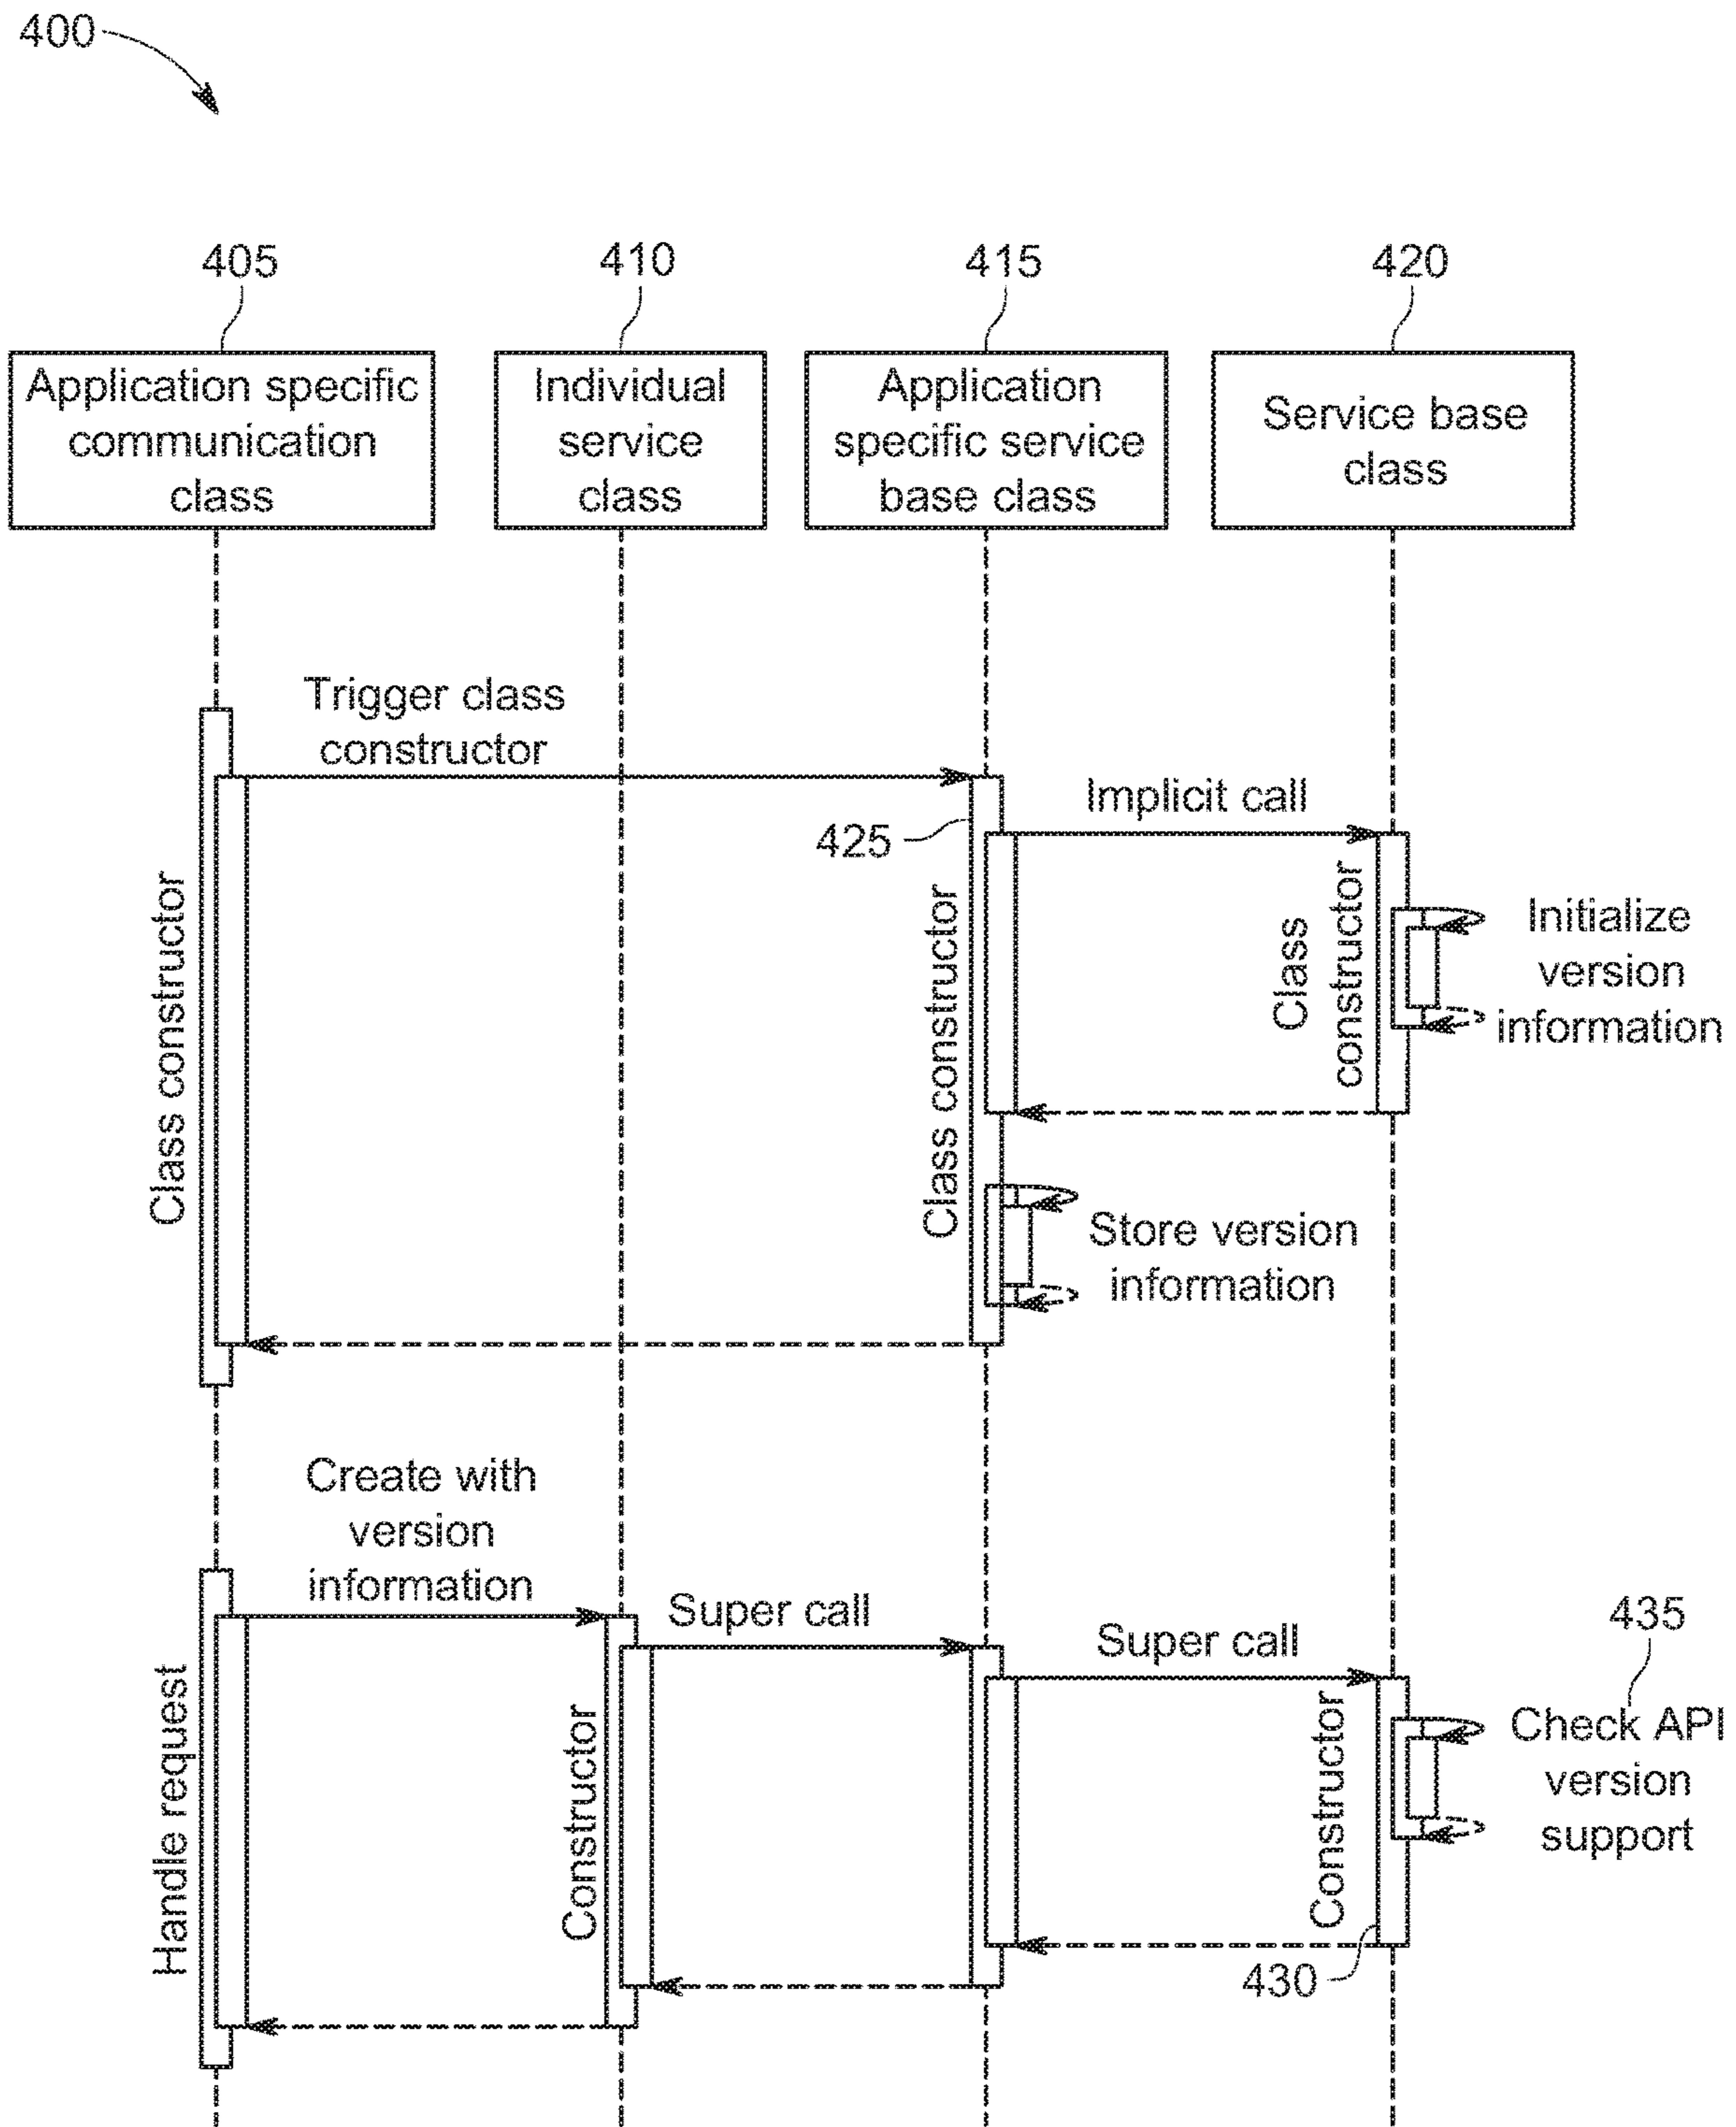 400
405
410
415
420
Application specific
communication
class
Individual
service
class
Application
specific service
base class
Service base
class
Trigger class
constructor
Implicit call
425
Class constructor
Class constructor
Class
constructor
Initialize
version
information
Store version
information
Create with
version
information
Super call
Super call
435
Check API
version
support
Handle request
Constructor
Constructor
430